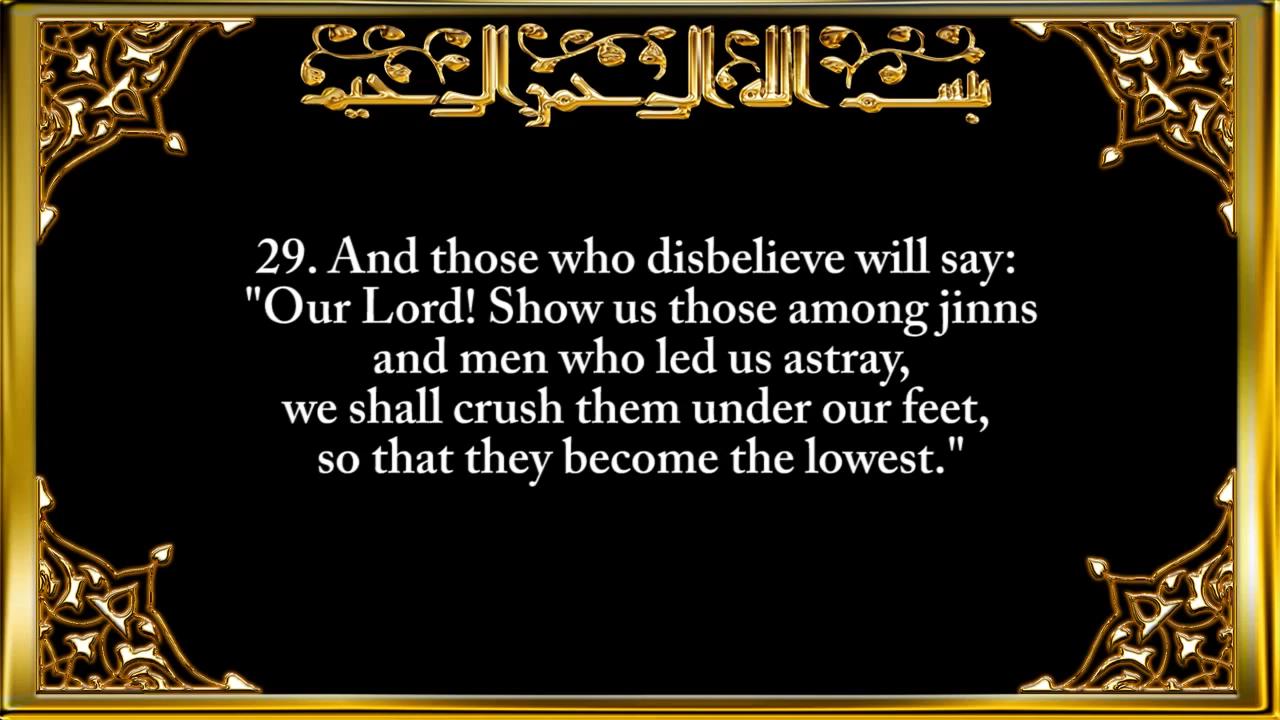 بسم الله الرحمن الرحيم
29. And those who disbelieve will say:
"Our Lord! Show us those among jinns
and men who led us astray,
we shall crush them under our feet,
so that they become the lowest."